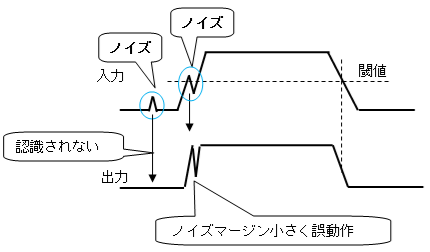 ノイズ
ノイズ
入力
閾値
認識されない
出力
ノイズマージン小さく誤動作